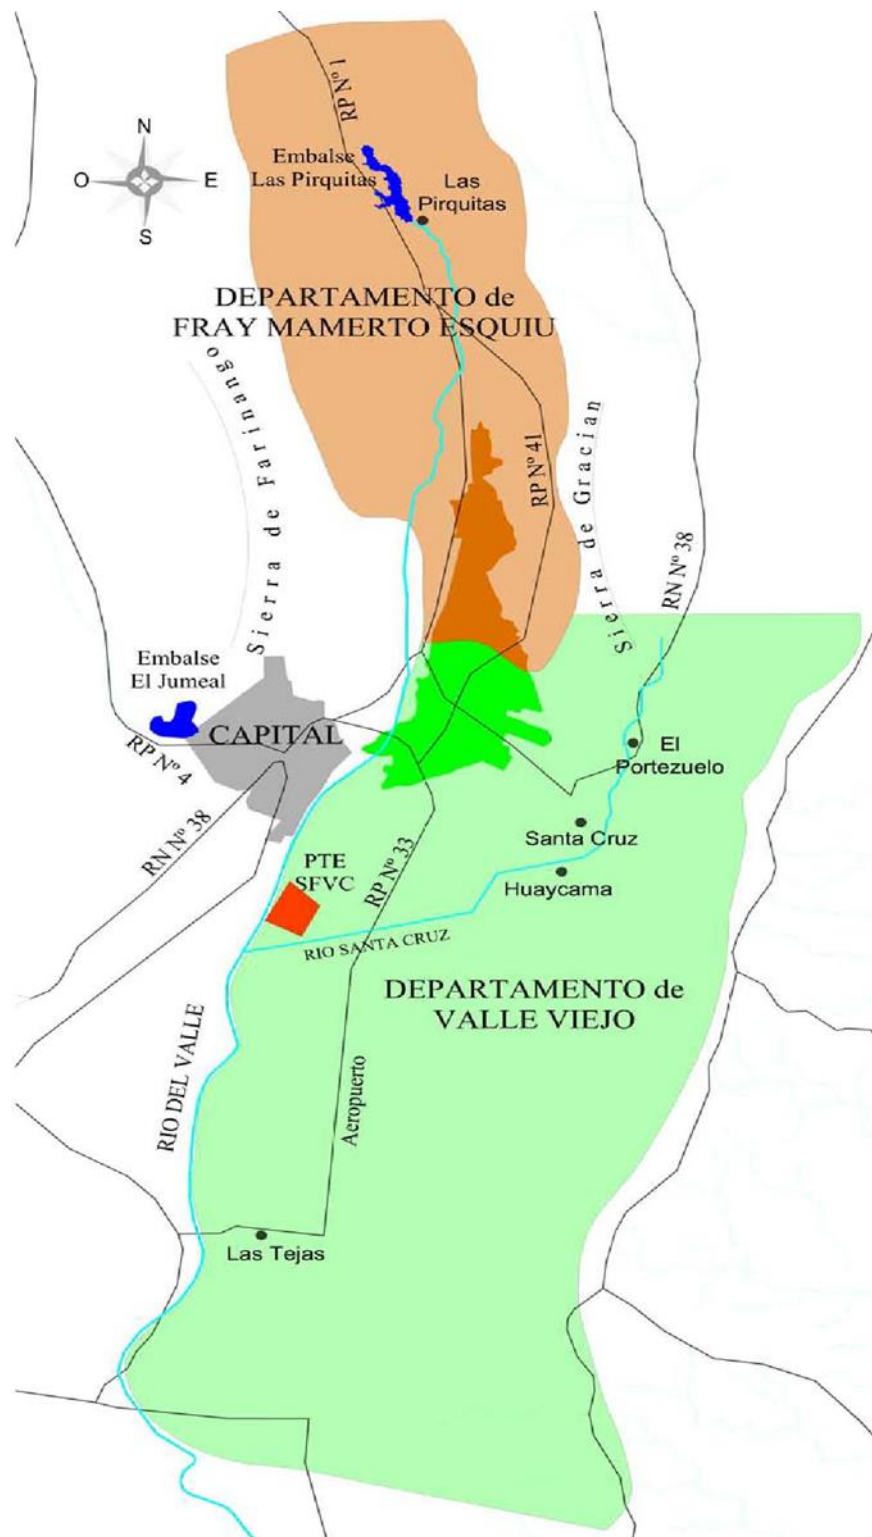 RP Nº 1
N
O
E
S
Embalse
Las Pirquitas
Las
Pirquitas
DEPARTAMENTO de
FRAY MAMERTO ESQUIU
Sierra de Farinango
RP Nº 41
Sierra de Gracian
RN Nº 38
Embalse
El Jumeal
CAPITAL
RP Nº 4
El
Portezuelo
RN Nº 38
Santa Cruz
PTE
SFVC
RP Nº 33
Huaycama
RIO SANTA CRUZ
DEPARTAMENTO de
VALLE VIEJO
RIO DEL VALLE
Aeropuerto
Las Tejas